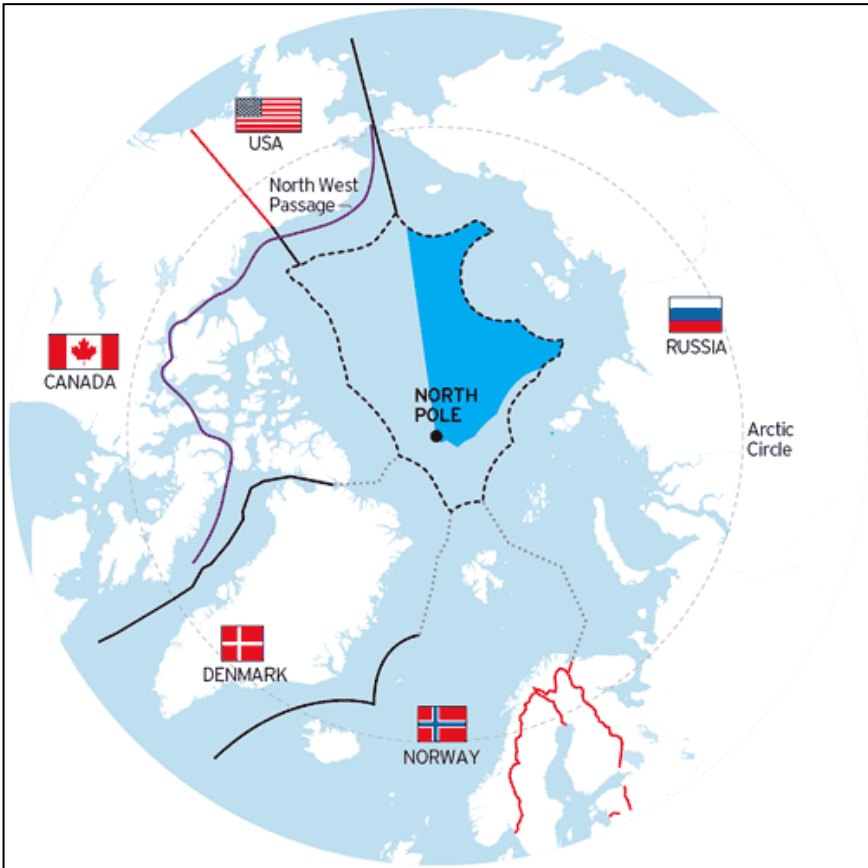 USA
North West
Passage
RUSSIA
CANADA
NORTH
POLE
Arctic
Circle
DENMARK
NORWAY